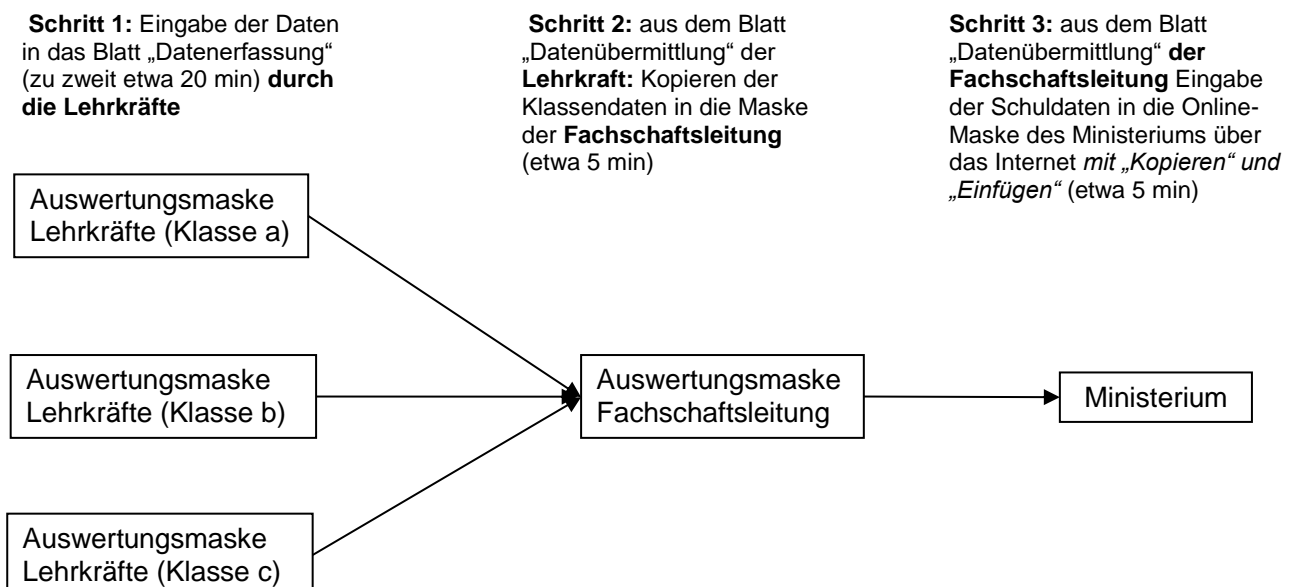 Schritt 1: Eingabe der Daten
in das Blatt „Datenerfassung“
(zu zweit etwa 20 min) durch
die Lehrkräfte
Schritt 2: aus dem Blatt
„Datenübermittlung“ der
Lehrkraft: Kopieren der
Klassendaten in die Maske
der Fachschaftsleitung
(etwa 5 min)
Schritt 3: aus dem Blatt
„Datenübermittlung“ der
Fachschaftsleitung Eingabe
der Schuldaten in die Online-
Maske des Ministeriums über
das Internet mit „Kopieren“ und
„Einfügen“ (etwa 5 min)
Auswertungsmaske
Lehrkräfte (Klasse a)
Auswertungsmaske
Lehrkräfte (Klasse b)
Auswertungsmaske
Fachschaftsleitung
Ministerium
Auswertungsmaske
Lehrkräfte (Klasse c)